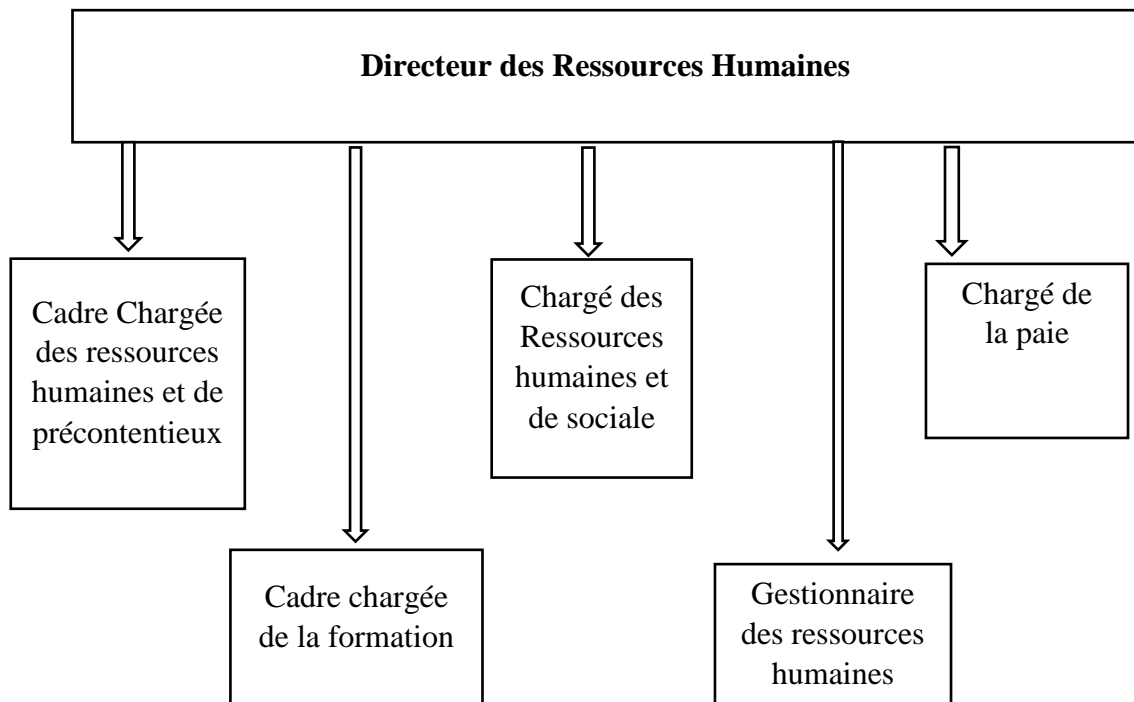 Directeur des Ressources Humaines
Cadre Chargée
des ressources
humaines et de
précontentieux
Chargé des
Ressources
humaines et
de sociale
Chargé de
la paie
Cadre chargée
de la formation
Gestionnaire
des ressources
humaines